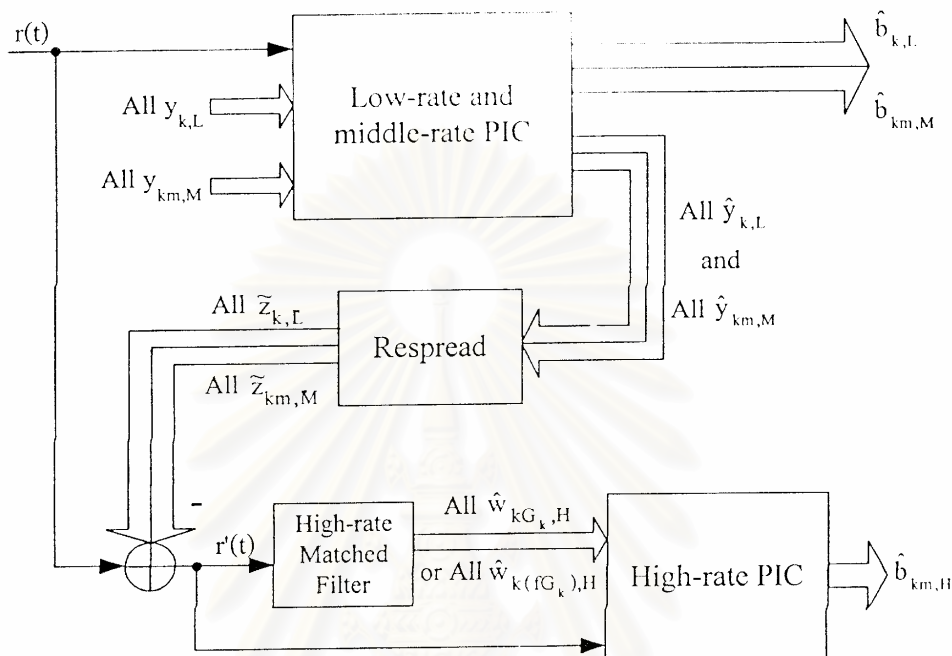 r(t)
All y_{k,L}
All y_{km,M}
Low-rate and
middle-rate PIC
b̂_{k,L}
b̂_{km,M}
All ŷ_{k,L}
and
All ŷ_{km,M}
Respread
All z̃_{k,L}
All z̃_{km,M}
-
r'(t)
High-rate
Matched
Filter
All ŵ_{kG_k,H}
or All ŵ_{k(fG_k),H}
High-rate PIC
b̂_{km,H}